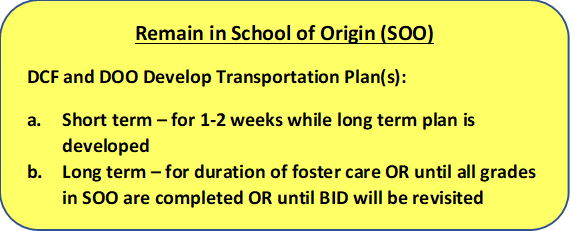 Remain in School of Origin (SOO)
DCF and DOO Develop Transportation Plan(s):
a. Short term – for 1-2 weeks while long term plan is
developed
b. Long term – for duration of foster care OR until all grades
in SOO are completed OR until BID will be revisited